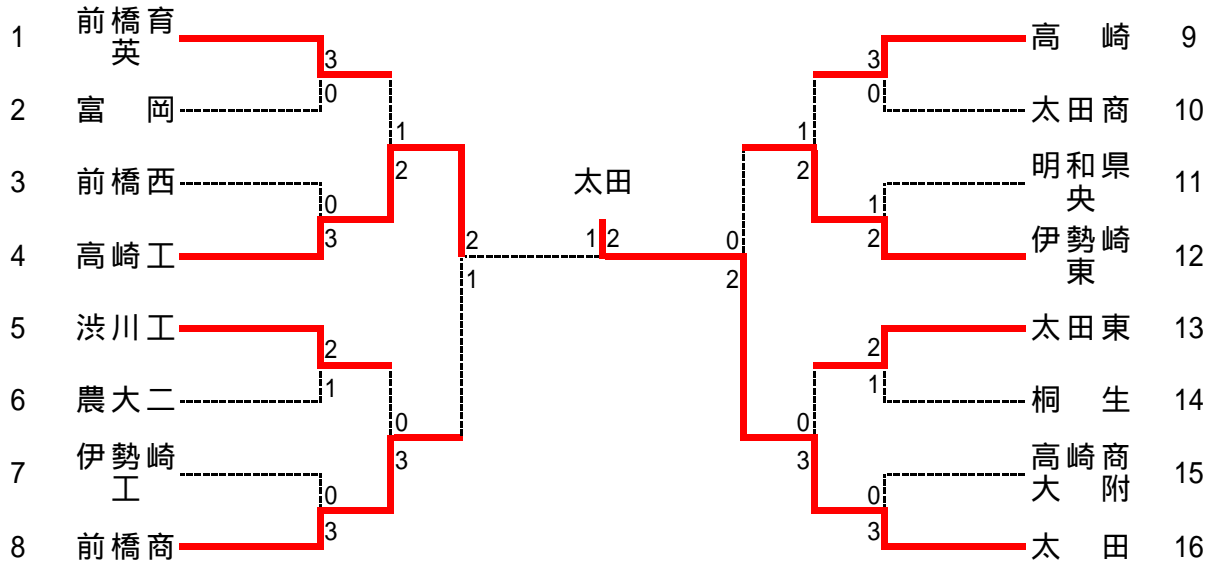 1 前橋育英
2 富岡
3 前橋西
4 高崎工
5 渋川工
6 農大二
7 伊勢崎工
8 前橋商
3
0
0
3
2
1
0
3
1
2
0
3
2
1
太田
1 2
0
2
1
2
0
3
3
0
1
2
2
1
0
3
高崎 9
太田商 10
明和県央 11
伊勢崎東 12
太田東 13
桐生 14
高崎商大附 15
太田 16